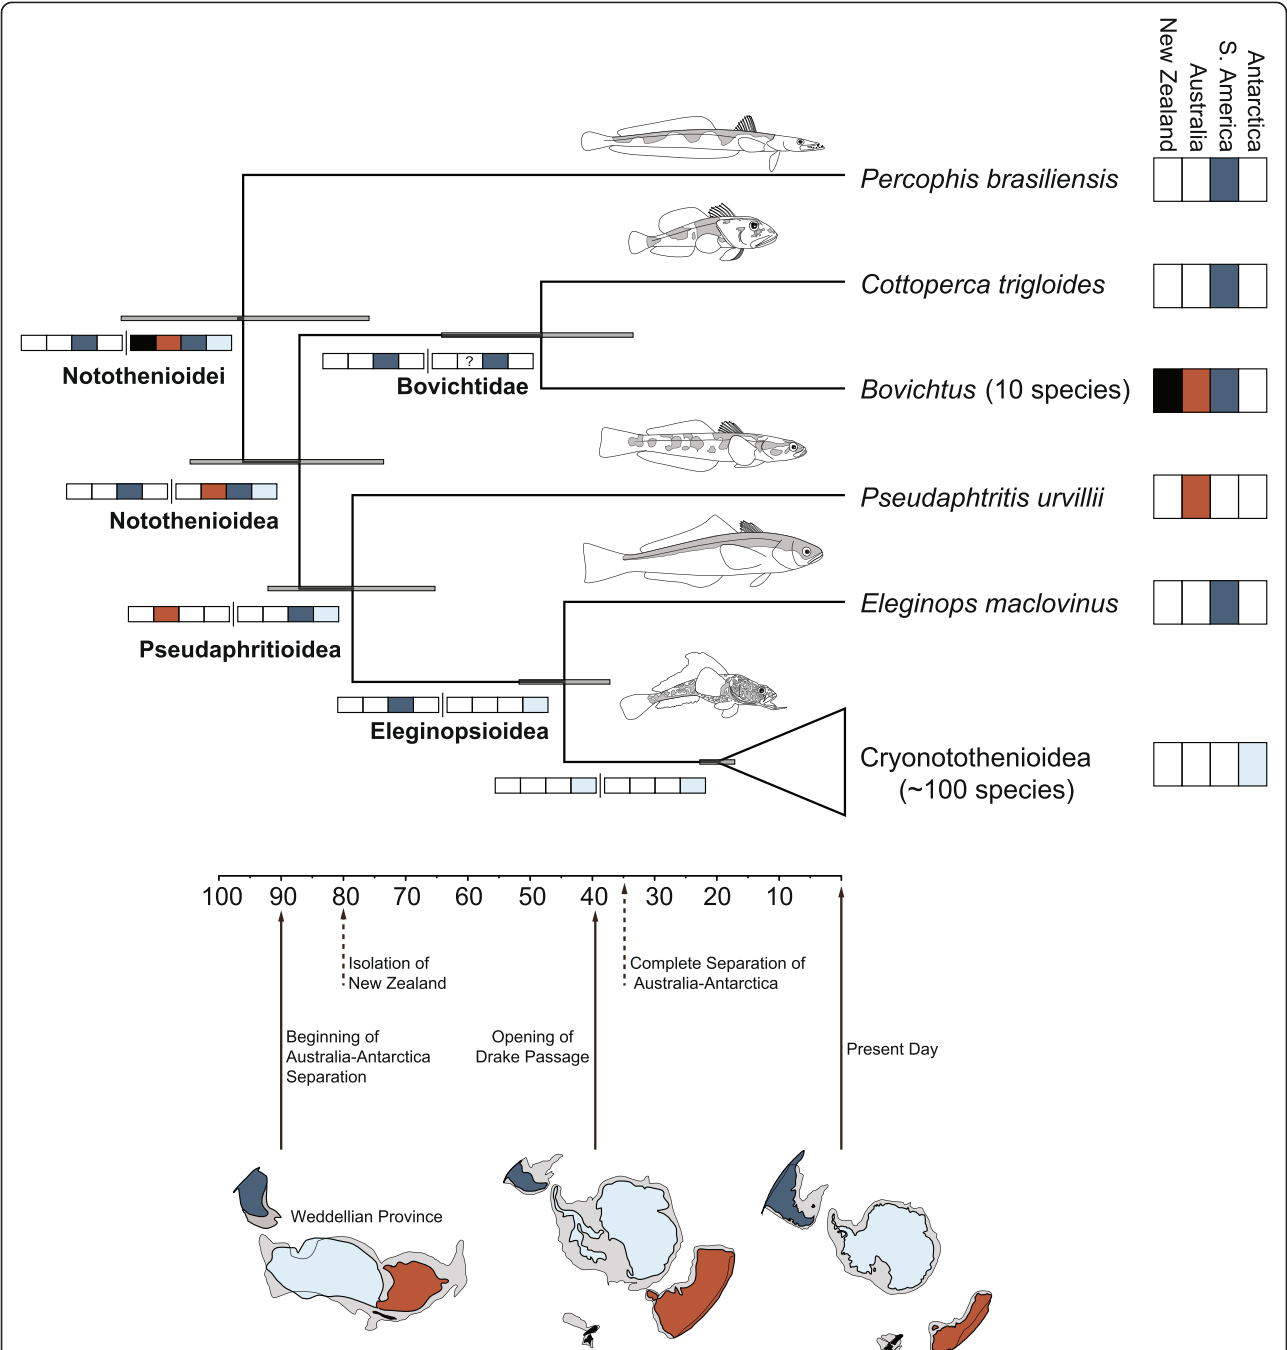 New Zealand
Australia
S. America
Antarctica
Percophis brasiliensis
Cottoperca trigloides
Notothenioidei
?
Bovichtidae
Bovichtus (10 species)
Pseudaphtritis urvillii
Notothenioidea
Eleginops maclovinus
Pseudaphritioidea
Eleginopsioidea
Cryonotothenioidea
(~100 species)
100 90 80 70 60 50 40 30 20 10
Isolation of
New Zealand
Complete Separation of
Australia-Antarctica
Beginning of
Australia-Antarctica
Separation
Opening of
Drake Passage
Present Day
Weddellian Province